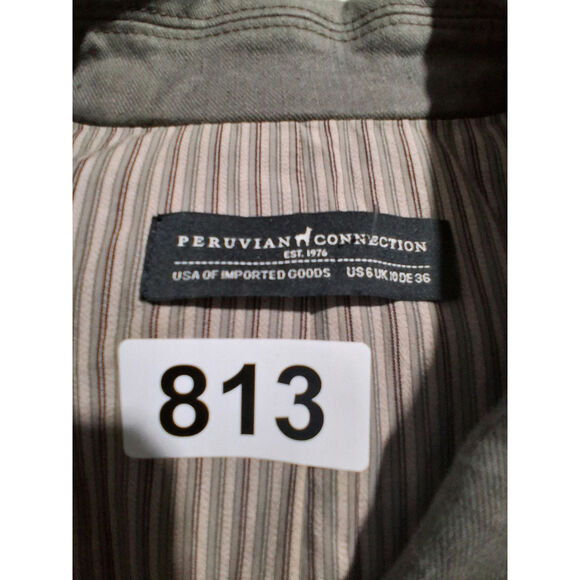 PERUVIAN CONNECTION
EST. 1976
USA OF IMPORTED GOODS US 6 UK 10 DE 36
813